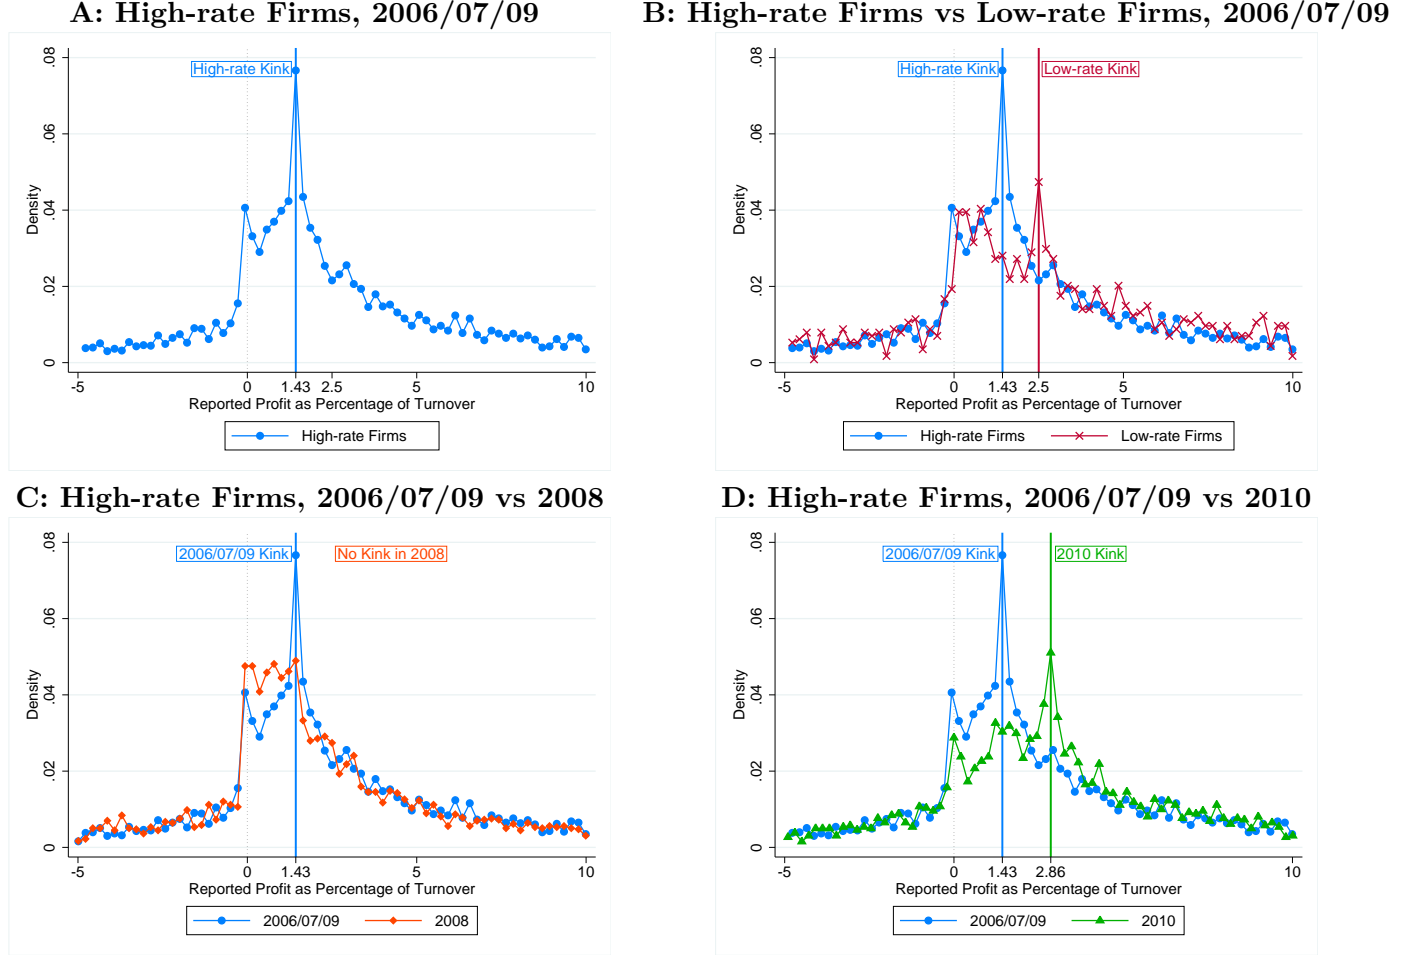 A: High-rate Firms, 2006/07/09
High-rate Kink
Density
0
.02
.04
.06
.08
-5
0
1.43
2.5
5
10
Reported Profit as Percentage of Turnover
High-rate Firms
B: High-rate Firms vs Low-rate Firms, 2006/07/09
High-rate Kink
Low-rate Kink
Density
0
.02
.04
.06
.08
-5
0
1.43
2.5
5
10
Reported Profit as Percentage of Turnover
High-rate Firms
Low-rate Firms
C: High-rate Firms, 2006/07/09 vs 2008
2006/07/09 Kink
No Kink in 2008
Density
0
.02
.04
.06
.08
-5
0
1.43
5
10
Reported Profit as Percentage of Turnover
2006/07/09
2008
D: High-rate Firms, 2006/07/09 vs 2010
2006/07/09 Kink
2010 Kink
Density
0
.02
.04
.06
.08
-5
0
1.43
2.86
5
10
Reported Profit as Percentage of Turnover
2006/07/09
2010